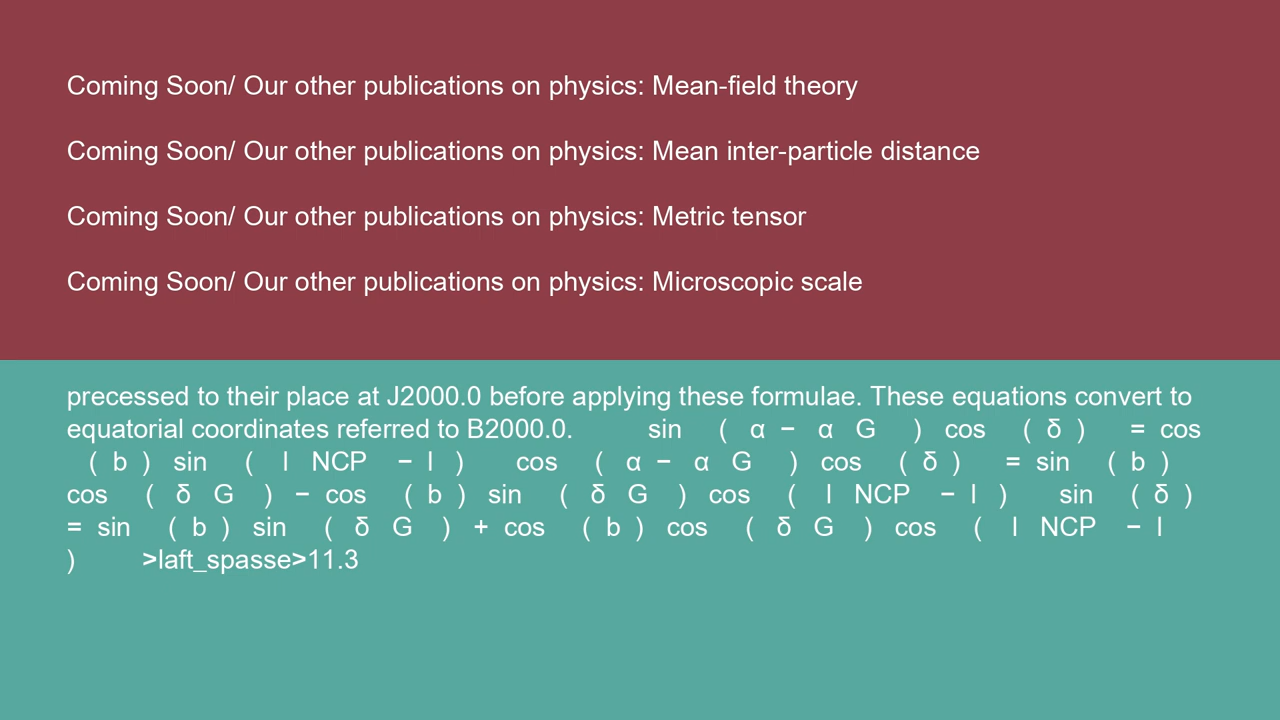 Coming Soon/ Our other publications on physics: Mean-field theory
Coming Soon/ Our other publications on physics: Mean inter-particle distance
Coming Soon/ Our other publications on physics: Metric tensor
Coming Soon/ Our other publications on physics: Microscopic scale
precessed to their place at J2000.0 before applying these formulae. These equations convert to
equatorial coordinates referred to B2000.0. sin ( α − α G ) cos ( δ ) = cos
( b ) sin ( l NCP − l ) cos ( α − α G ) cos ( δ ) = sin ( b )
cos ( δ G ) − cos ( b ) sin ( δ G ) cos ( l NCP − l ) sin ( δ )
= sin ( b ) sin ( δ G ) + cos ( b ) cos ( δ G ) cos ( l NCP − l
) >laft_spasse>11.3